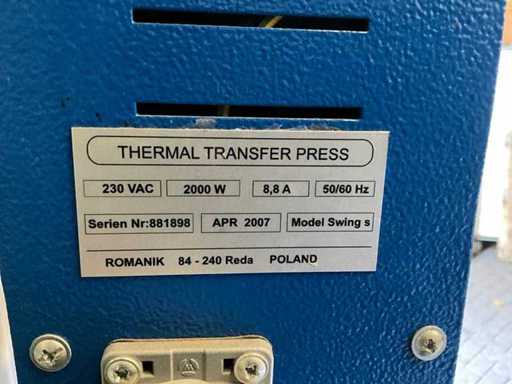 THERMAL TRANSFER PRESS
230 VAC 2000 W 8,8 A 50/60 Hz
Serien Nr:881898 APR 2007 Model Swing s
ROMANIK 84 - 240 Reda POLAND